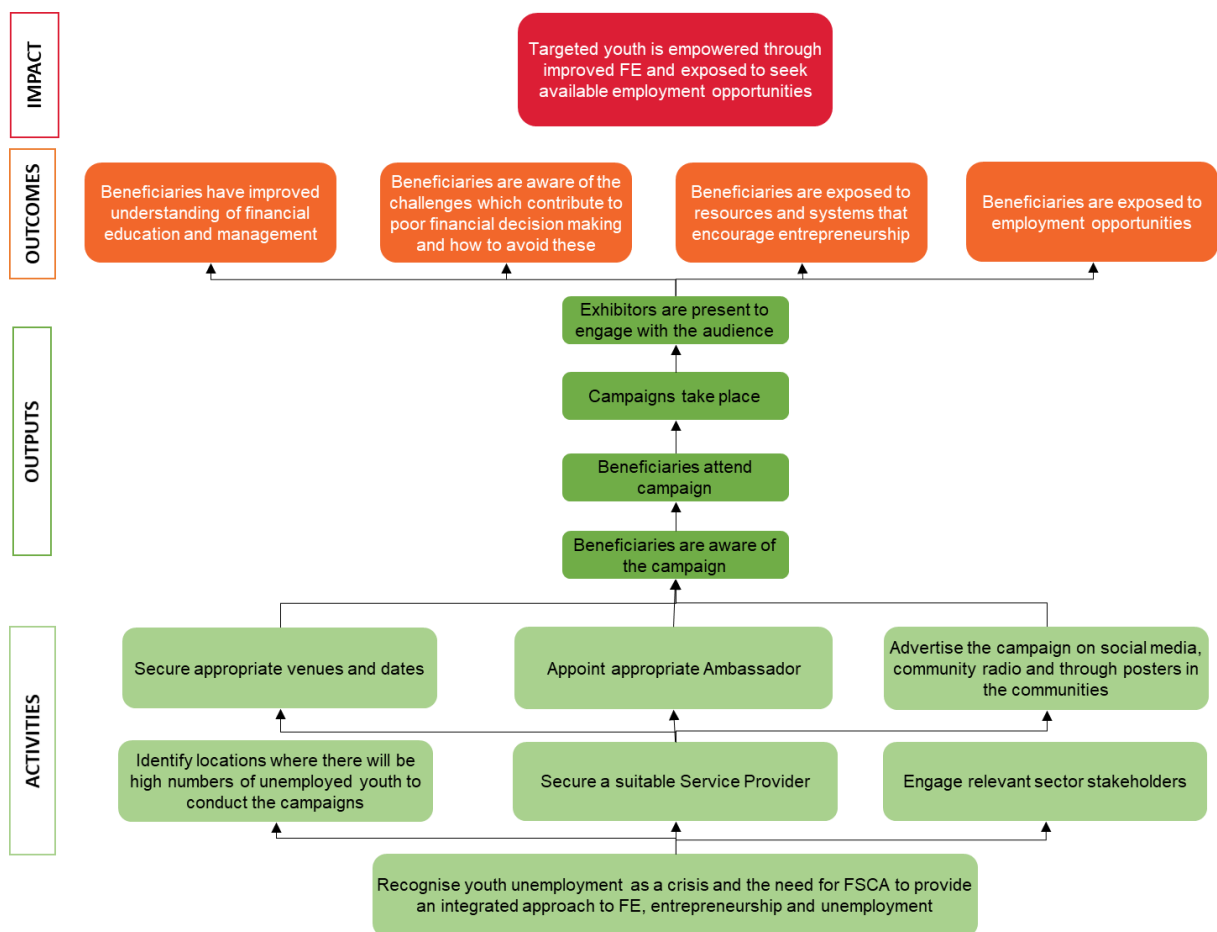 IMPACT
Targeted youth is empowered through
improved FE and exposed to seek
available employment opportunities
OUTCOMES
Beneficiaries have improved
understanding of financial
education and management
Beneficiaries are aware of the
challenges which contribute to
poor financial decision making
and how to avoid these
Beneficiaries are exposed to
resources and systems that
encourage entrepreneurship
Beneficiaries are exposed to
employment opportunities
OUTPUTS
Exhibitors are present to
engage with the audience
Campaigns take place
Beneficiaries attend
campaign
Beneficiaries are aware of
the campaign
ACTIVITIES
Secure appropriate venues and dates
Appoint appropriate Ambassador
Advertise the campaign on social media,
community radio and through posters in
the communities
Identify locations where there will be
high numbers of unemployed youth to
conduct the campaigns
Secure a suitable Service Provider
Engage relevant sector stakeholders
Recognise youth unemployment as a crisis and the need for FSCA to provide
an integrated approach to FE, entrepreneurship and unemployment